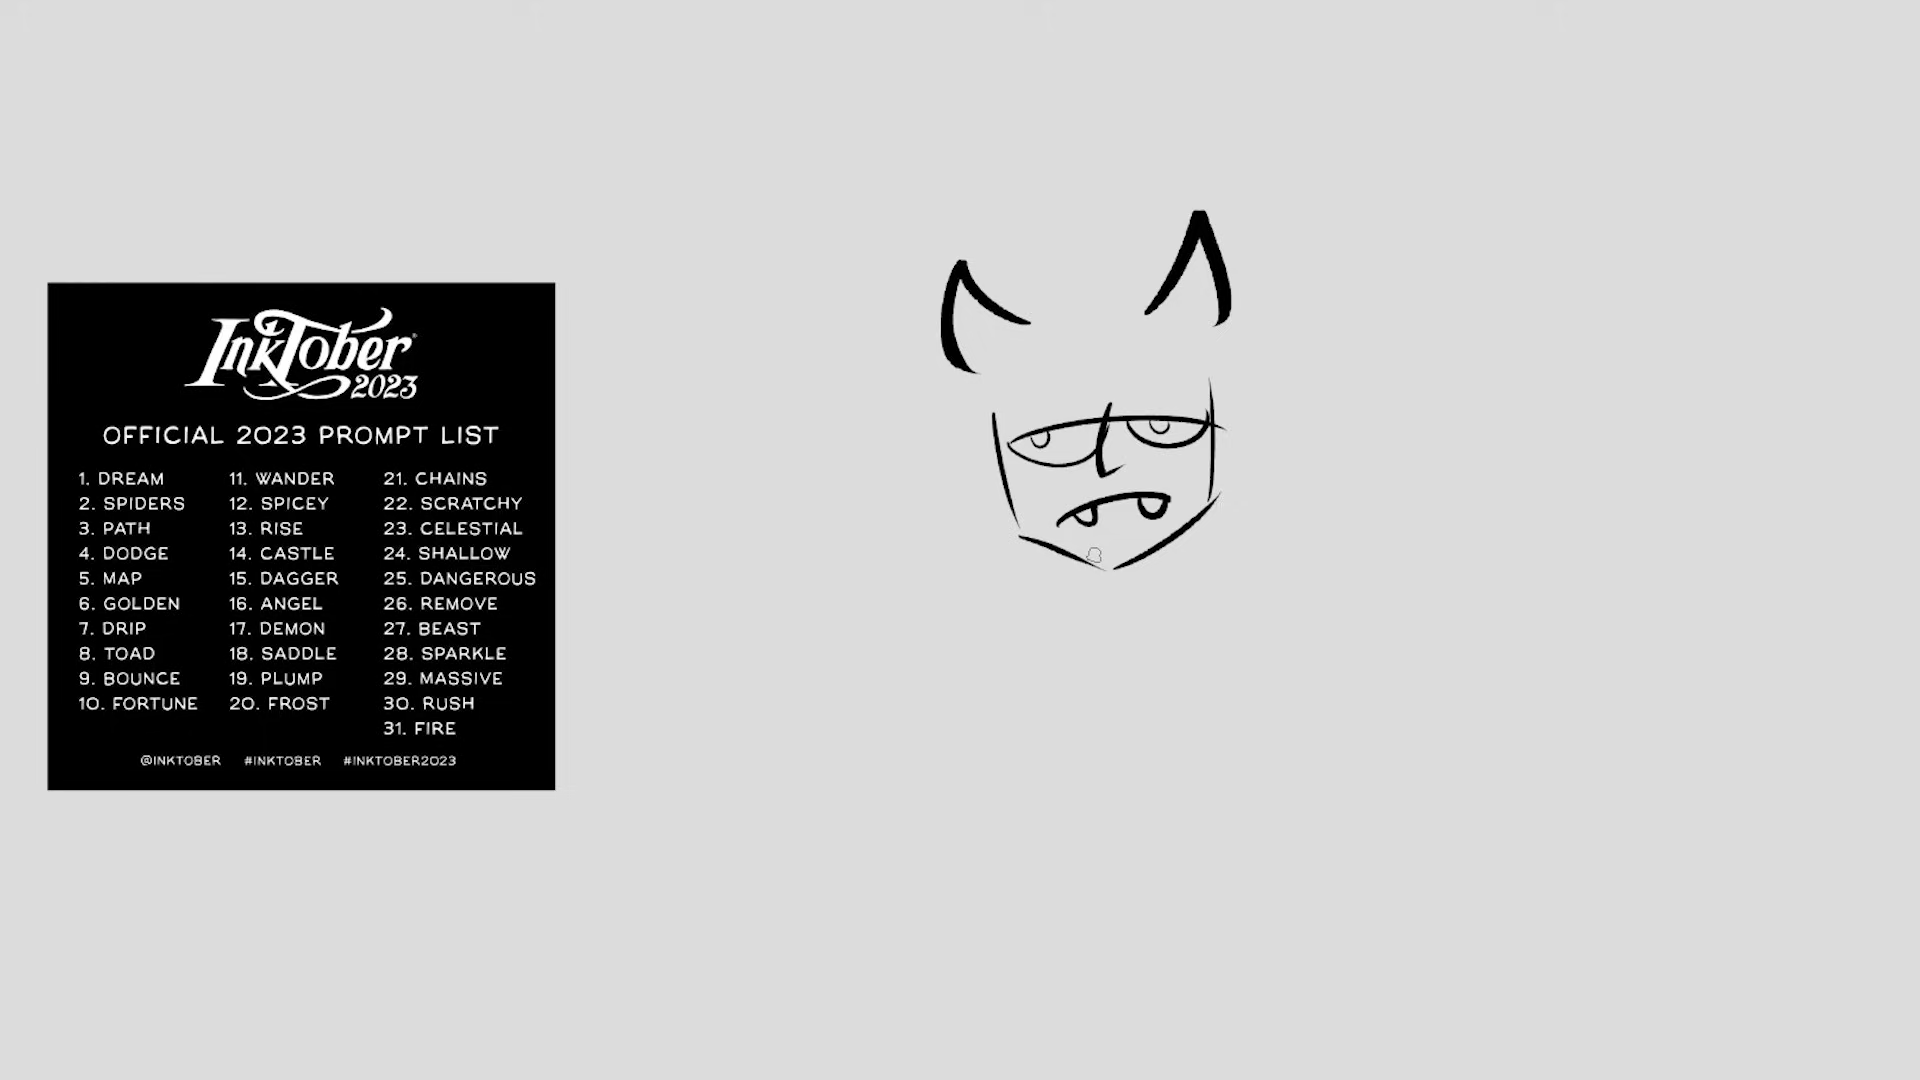 InkTober
2023
OFFICIAL 2023 PROMPT LIST
1. DREAM
2. SPIDERS
3. PATH
4. DODGE
5. MAP
6. GOLDEN
7. DRIP
8. TOAD
9. BOUNCE
10. FORTUNE
11. WANDER
12. SPICEY
13. RISE
14. CASTLE
15. DAGGER
16. ANGEL
17. DEMON
18. SADDLE
19. PLUMP
20. FROST
21. CHAINS
22. SCRATCHY
23. CELESTIAL
24. SHALLOW
25. DANGEROUS
26. REMOVE
27. BEAST
28. SPARKLE
29. MASSIVE
30. RUSH
31. FIRE
@INKTOBER #INKTOBER #INKTOBER2023